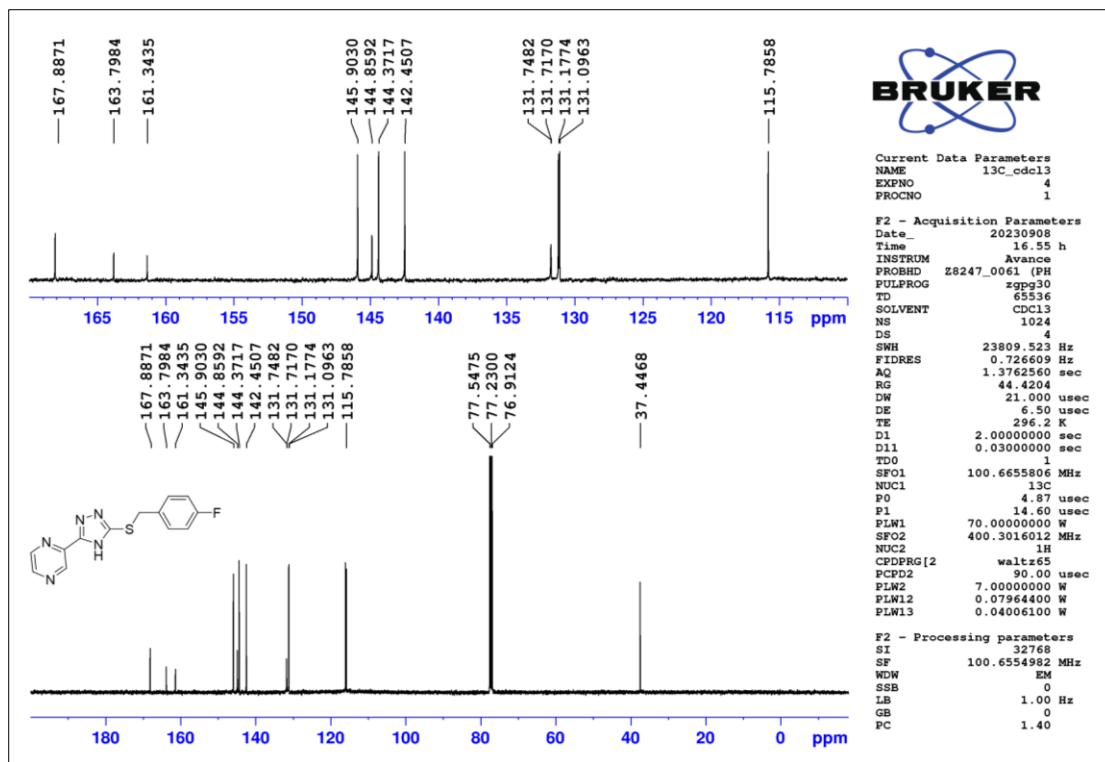 167.8871
163.7984
161.3435
145.9030
144.8592
144.3717
142.4507
131.7482
131.7170
131.1774
131.0963
115.7858
165 160 155 150 145 140 135 130 125 120 115 ppm
167.8871
163.7984
161.3435
145.9030
144.8592
144.3717
142.4507
131.7482
131.7170
131.1774
131.0963
115.7858
77.5475
77.2300
76.9124
37.4468
N N
N
N
N
H
S
F
180 160 140 120 100 80 60 40 20 0 ppm
BRUKER
Current Data Parameters
NAME 13C_cdcl3
EXPNO 4
PROCNO 1
F2 - Acquisition Parameters
Date_ 20230908
Time 16.55 h
INSTRUM Avance
PROBHD Z8247_0061 (PH
PULPROG zgpg30
TD 65536
SOLVENT CDCl3
NS 1024
DS 4
SWH 23809.523 Hz
FIDRES 0.726609 Hz
AQ 1.3762560 sec
RG 44.4204
DW 21.000 usec
DE 6.50 usec
TE 296.2 K
D1 2.00000000 sec
D11 0.03000000 sec
TD0 1
SFO1 100.6655806 MHz
NUC1 13C
P0 4.87 usec
P1 14.60 usec
PLW1 70.00000000 W
SFO2 400.3016012 MHz
NUC2 1H
CPDPRG[2 waltz65
PCPD2 90.00 usec
PLW2 7.00000000 W
PLW12 0.07964400 W
PLW13 0.04006100 W
F2 - Processing parameters
SI 32768
SF 100.6554982 MHz
WDW EM
SSB 0
LB 1.00 Hz
GB 0
PC 1.40